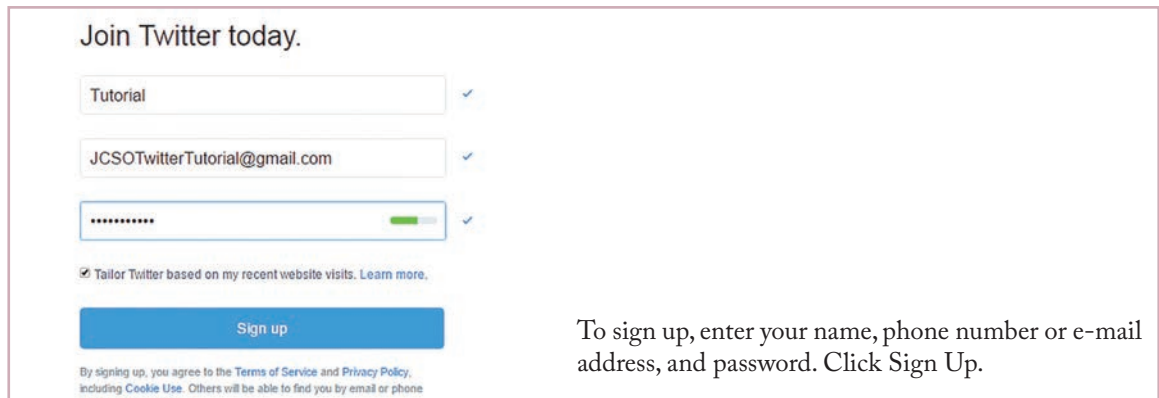 Join Twitter today.
Tutorial
JCSOTwitterTutorial@gmail.com
•••••••••••
Tailor Twitter based on my recent website visits. Learn more.
Sign up
By signing up, you agree to the Terms of Service and Privacy Policy,
including Cookie Use. Others will be able to find you by email or phone
To sign up, enter your name, phone number or e-mail
address, and password. Click Sign Up.